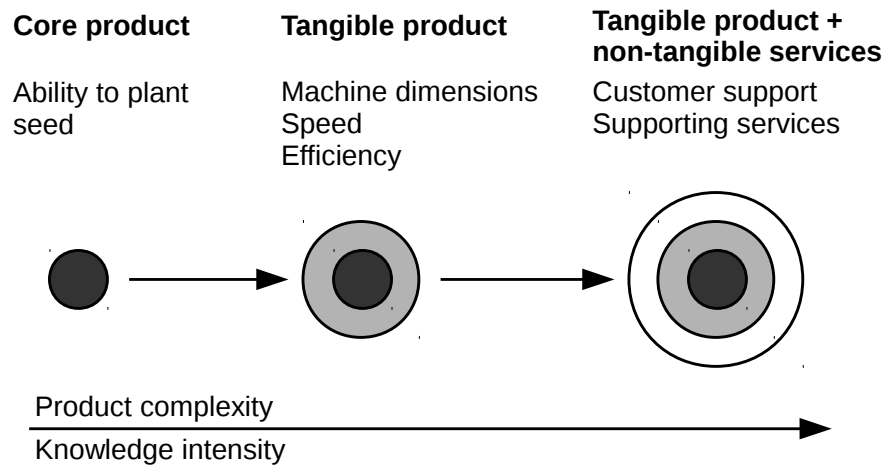 Core product
Ability to plant
seed
Tangible product
Machine dimensions
Speed
Efficiency
Tangible product +
non-tangible services
Customer support
Supporting services
Product complexity
Knowledge intensity